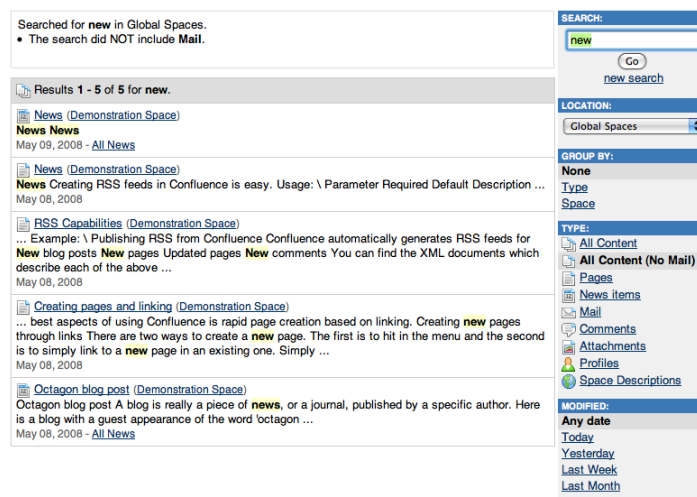 Searched for new in Global Spaces.
• The search did NOT include Mail.
Results 1 - 5 of 5 for new.
News (Demonstration Space)
News News
May 09, 2008 - All News
News (Demonstration Space)
News Creating RSS feeds in Confluence is easy. Usage: \ Parameter Required Default Description ...
May 08, 2008
RSS Capabilities (Demonstration Space)
... Example: \ Publishing RSS from Confluence Confluence automatically generates RSS feeds for
New blog posts New pages Updated pages New comments You can find the XML documents which
describe each of the above ...
May 08, 2008
Creating pages and linking (Demonstration Space)
... best aspects of using Confluence is rapid page creation based on linking. Creating new pages
through links There are two ways to create a new page. The first is to hit in the menu and the second
is to simply link to a new page in an existing one. Simply ...
May 08, 2008
Octagon blog post (Demonstration Space)
Octagon blog post A blog is really a piece of news, or a journal, published by a specific author. Here
is a blog with a guest appearance of the word 'octagon ...
May 08, 2008 - All News
SEARCH:
new
Go
new search
LOCATION:
Global Spaces
GROUP BY:
None
Type
Space
TYPE:
All Content
All Content (No Mail)
Pages
News items
Mail
Comments
Attachments
Profiles
Space Descriptions
MODIFIED:
Any date
Today
Yesterday
Last Week
Last Month